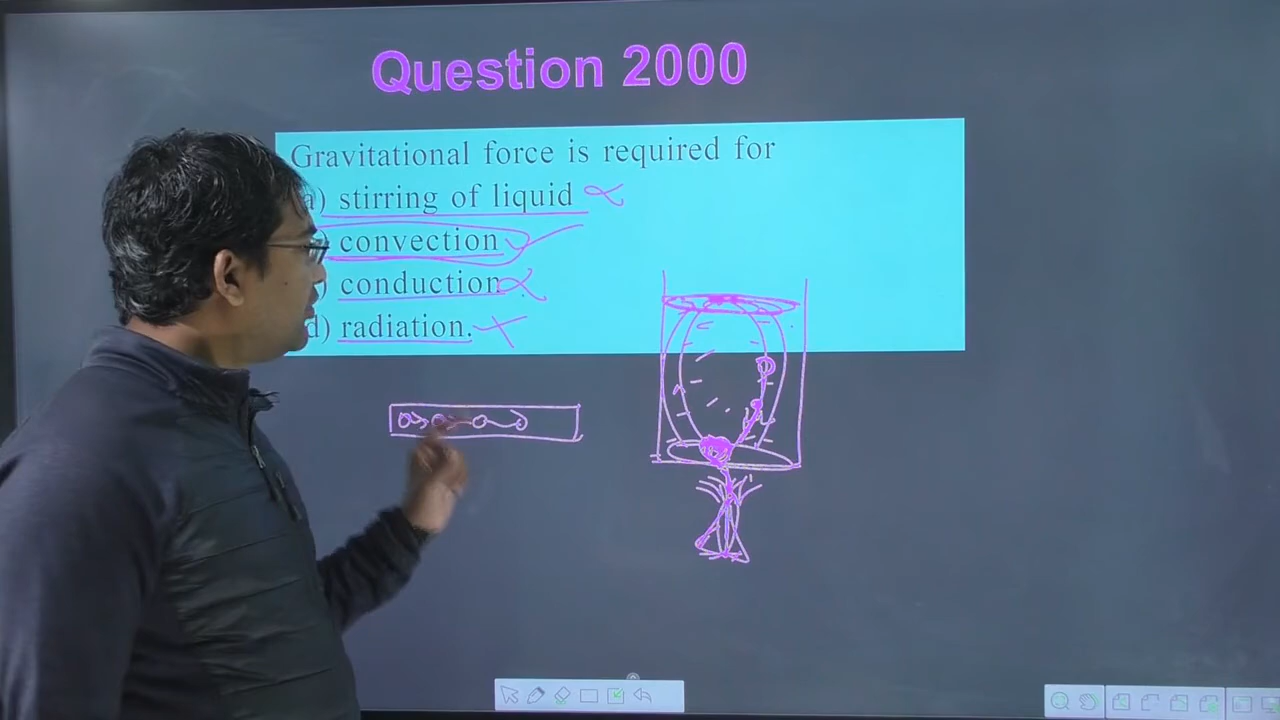 Question 2000
Gravitational force is required for
a) stirring of liquid
) convection
) conduction
d) radiation.